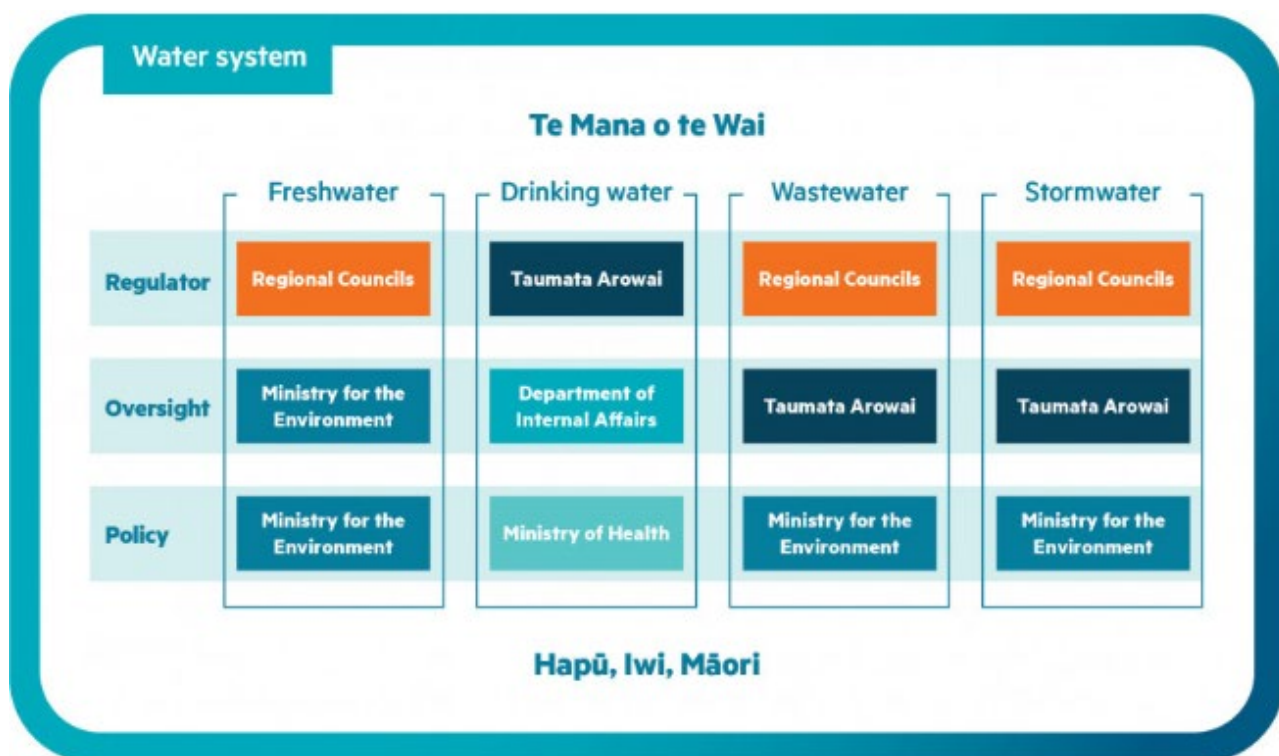 Water system
Te Mana o te Wai
Freshwater
Drinking water
Wastewater
Stormwater
Regulator
Regional Councils
Taumata Arowai
Regional Councils
Regional Councils
Oversight
Ministry for the
Environment
Department of
Internal Affairs
Taumata Arowai
Taumata Arowai
Policy
Ministry for the
Environment
Ministry of Health
Ministry for the
Environment
Ministry for the
Environment
Hapū, Iwi, Māori